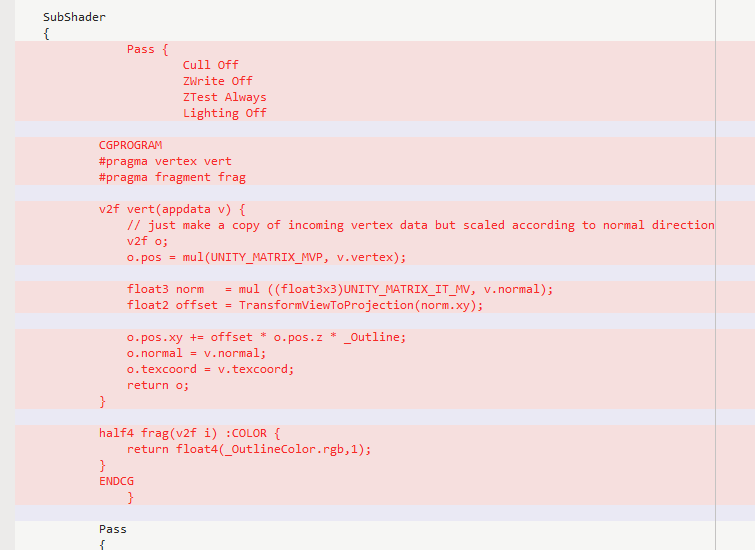 SubShader
{
Pass {
Cull Off
ZWrite Off
ZTest Always
Lighting Off
CGPROGRAM
#pragma vertex vert
#pragma fragment frag
v2f vert(appdata v) {
// just make a copy of incoming vertex data but scaled according to normal direction
v2f o;
o.pos = mul(UNITY_MATRIX_MVP, v.vertex);
float3 norm   = mul ((float3x3)UNITY_MATRIX_IT_MV, v.normal);
float2 offset = TransformViewToProjection(norm.xy);
o.pos.xy += offset * o.pos.z * _Outline;
o.normal = v.normal;
o.texcoord = v.texcoord;
return o;
}
half4 frag(v2f i) :COLOR {
return float4(_OutlineColor.rgb,1);
}
ENDCG
}
Pass
{